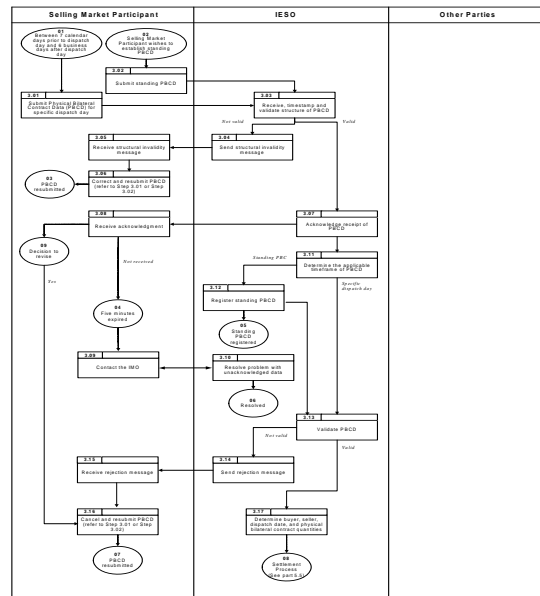 Selling Market Participant
IESO
Other Parties
01
Between 7 calendar
days prior to dispatch
day and 6 business
days after dispatch
day
02
Selling Market
Participant wishes to
establish standing
PBCD
3.02
Submit standing PBCD
3.01
Submit Physical Bilateral
Contract Data (PBCD) for
specific dispatch day
3.03
Receive, timestamp and
validate structure of PBCD
Not valid
Valid
3.05
Receive structural invalidity
message
3.04
Send structural invalidity
message
3.06
Correct and resubmit PBCD
(refer to Step 3.01 or Step
3.02)
03
PBCD
resubmitted
3.08
Receive acknowledgment
3.07
Acknowledge receipt of
PBCD
09
Decision to
revise
Not received
Yes
3.11
Determine the applicable
timeframe of PBCD
Standing PBC
Specific
dispatch day
3.12
Register standing PBCD
04
Five minutes
expired
05
Standing
PBCD
registered
3.09
Contact the IMO
3.10
Resolve problem with
unacknowledged data
06
Resolved
3.13
Validate PBCD
Not valid
Valid
3.15
Receive rejection message
3.14
Send rejection message
3.16
Cancel and resubmit PBCD
(refer to Step 3.01 or Step
3.02)
3.17
Determine buyer, seller,
dispatch date, and physical
bilateral contract quantities
07
PBCD
resubmitted
08
Settlement
Process
(See part 5.5)